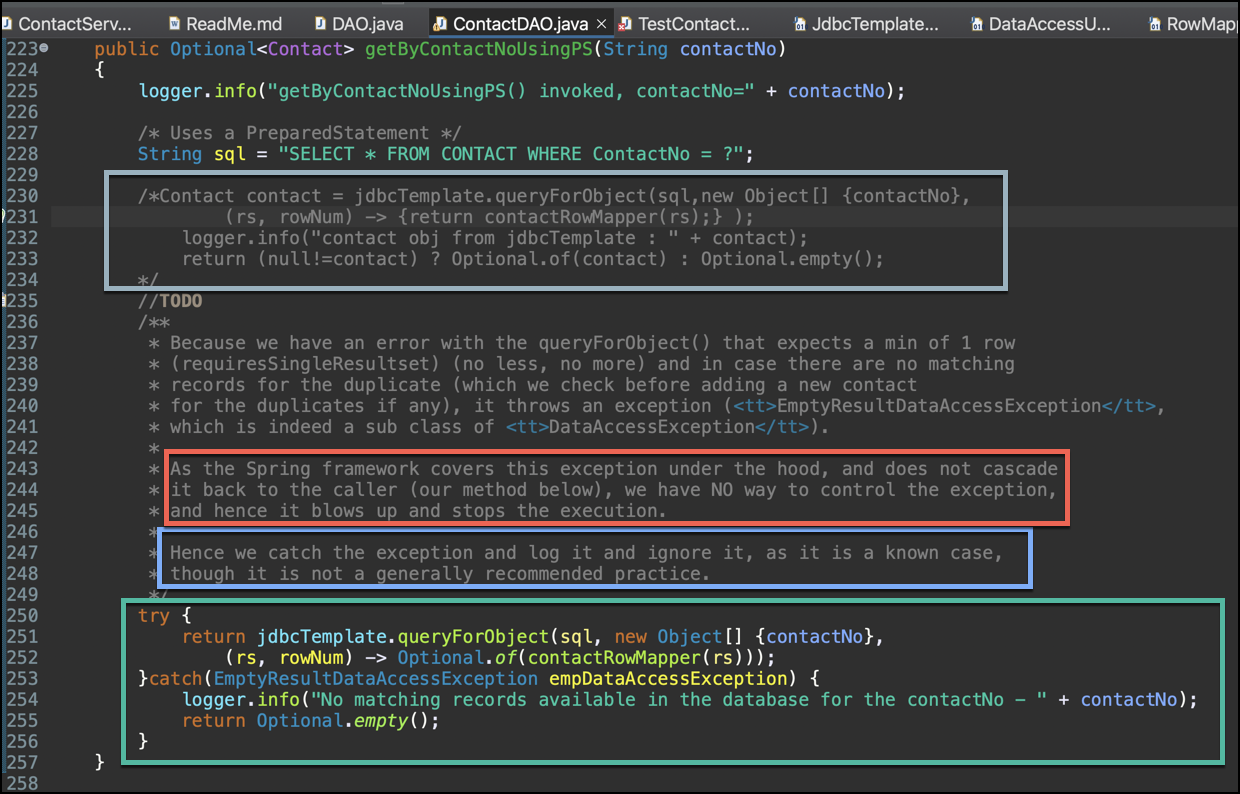 ContactServ... ReadMe.md DAO.java ContactDAO.java × TestContact... JdbcTemplate... DataAccessU... RowMapp
223 public Optional<Contact> getByContactNoUsingPS(String contactNo)
224 {
225 logger.info("getByContactNoUsingPS() invoked, contactNo=" + contactNo);
226
227 /* Uses a PreparedStatement */
228 String sql = "SELECT * FROM CONTACT WHERE ContactNo = ?";
229
230 /*Contact contact = jdbcTemplate.queryForObject(sql,new Object[] {contactNo},
231 (rs, rowNum) -> {return contactRowMapper(rs);} );
232 logger.info("contact obj from jdbcTemplate : " + contact);
233 return (null!=contact) ? Optional.of(contact) : Optional.empty();
234 */
235 //TODO
236 /**
237 * Because we have an error with the queryForObject() that expects a min of 1 row
238 * (requiresSingleResultset) (no less, no more) and in case there are no matching
239 * records for the duplicate (which we check before adding a new contact
240 * for the duplicates if any), it throws an exception (<tt>EmptyResultDataAccessException</tt>,
241 * which is indeed a sub class of <tt>DataAccessException</tt>).
242 *
243 * As the Spring framework covers this exception under the hood, and does not cascade
244 * it back to the caller (our method below), we have NO way to control the exception,
245 * and hence it blows up and stops the execution.
246 *
247 * Hence we catch the exception and log it and ignore it, as it is a known case,
248 * though it is not a generally recommended practice.
249 */
250 try {
251 return jdbcTemplate.queryForObject(sql, new Object[] {contactNo},
252 (rs, rowNum) -> Optional.of(contactRowMapper(rs)));
253 }catch(EmptyResultDataAccessException empDataAccessException) {
254 logger.info("No matching records available in the database for the contactNo - " + contactNo);
255 return Optional.empty();
256 }
257 }
258